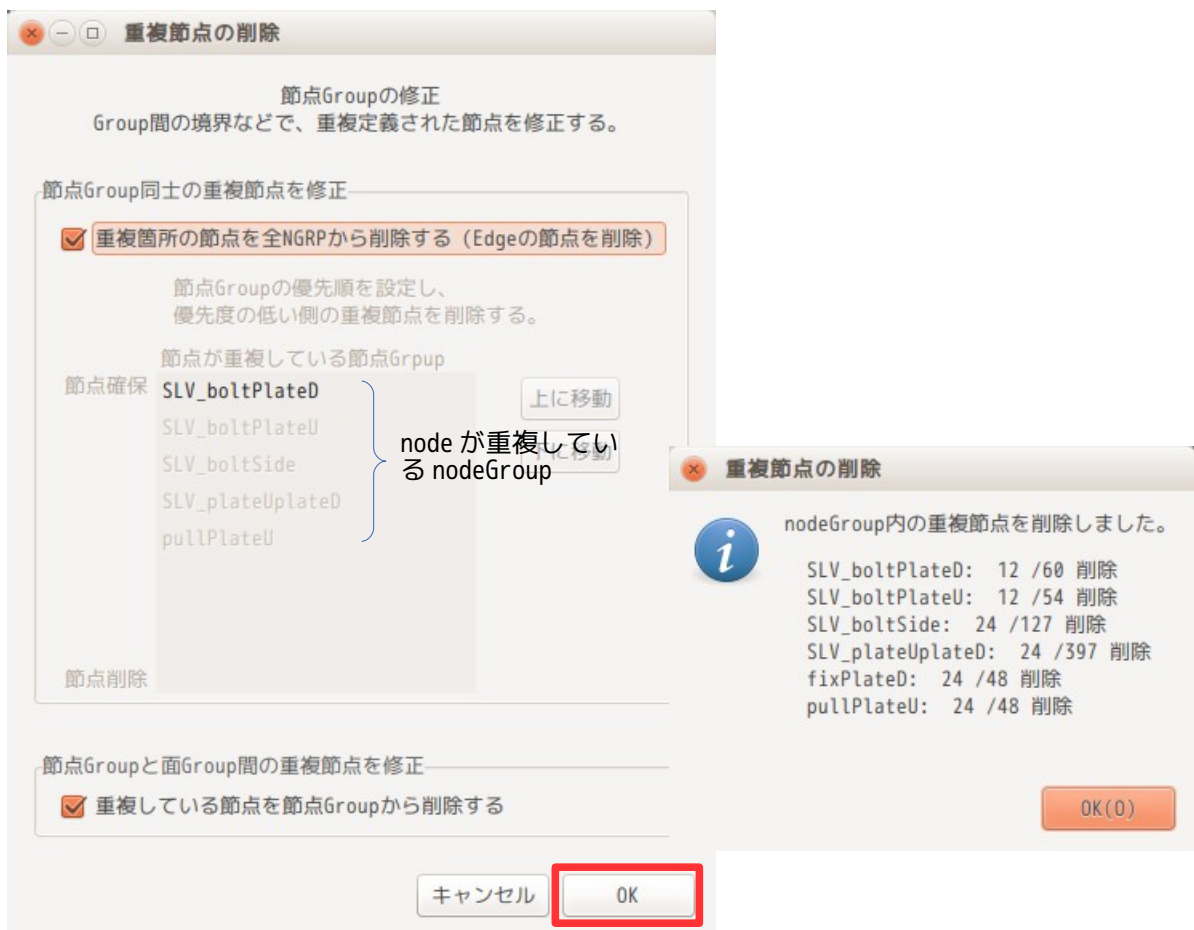 重複節点の削除
節点Groupの修正
Group間の境界などで、重複定義された節点を修正する。
節点Group同士の重複節点を修正
重複箇所の節点を全NGRPから削除する (Edgeの節点を削除)
節点Groupの優先順を設定し、
優先度の低い側の重複節点を削除する。
節点が重複している節点Grpup
節点確保
SLV_boltPlateD
SLV_boltPlateU
SLV_boltSide
SLV_plateUplateD
pullPlateU
節点削除
上に移動
下に移動
node が重複してい
る nodeGroup
節点Groupと面Group間の重複節点を修正
重複している節点を節点Groupから削除する
キャンセル
OK
重複節点の削除
nodeGroup内の重複節点を削除しました。
SLV_boltPlateD: 12 /60 削除
SLV_boltPlateU: 12 /54 削除
SLV_boltSide: 24 /127 削除
SLV_plateUplateD: 24 /397 削除
fixPlateD: 24 /48 削除
pullPlateU: 24 /48 削除
OK(O)